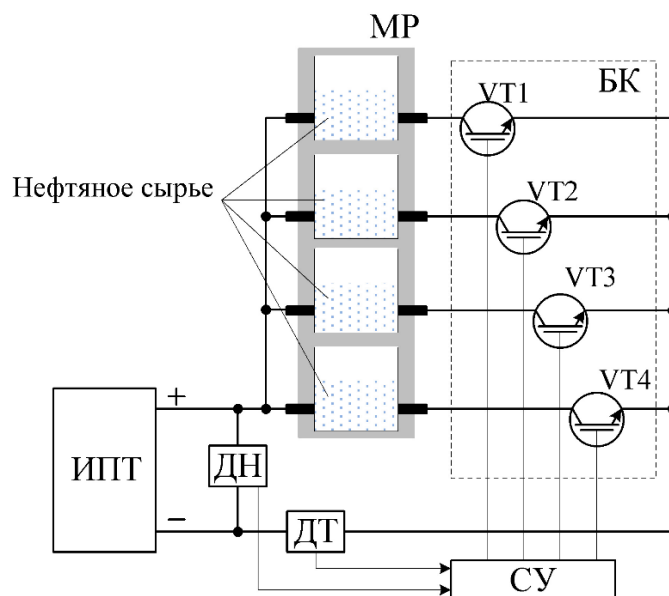 МР
БК
VT1
Нефтяное сырье
VT2
VT3
VT4
+
ИПТ
ДН
−
ДТ
СУ